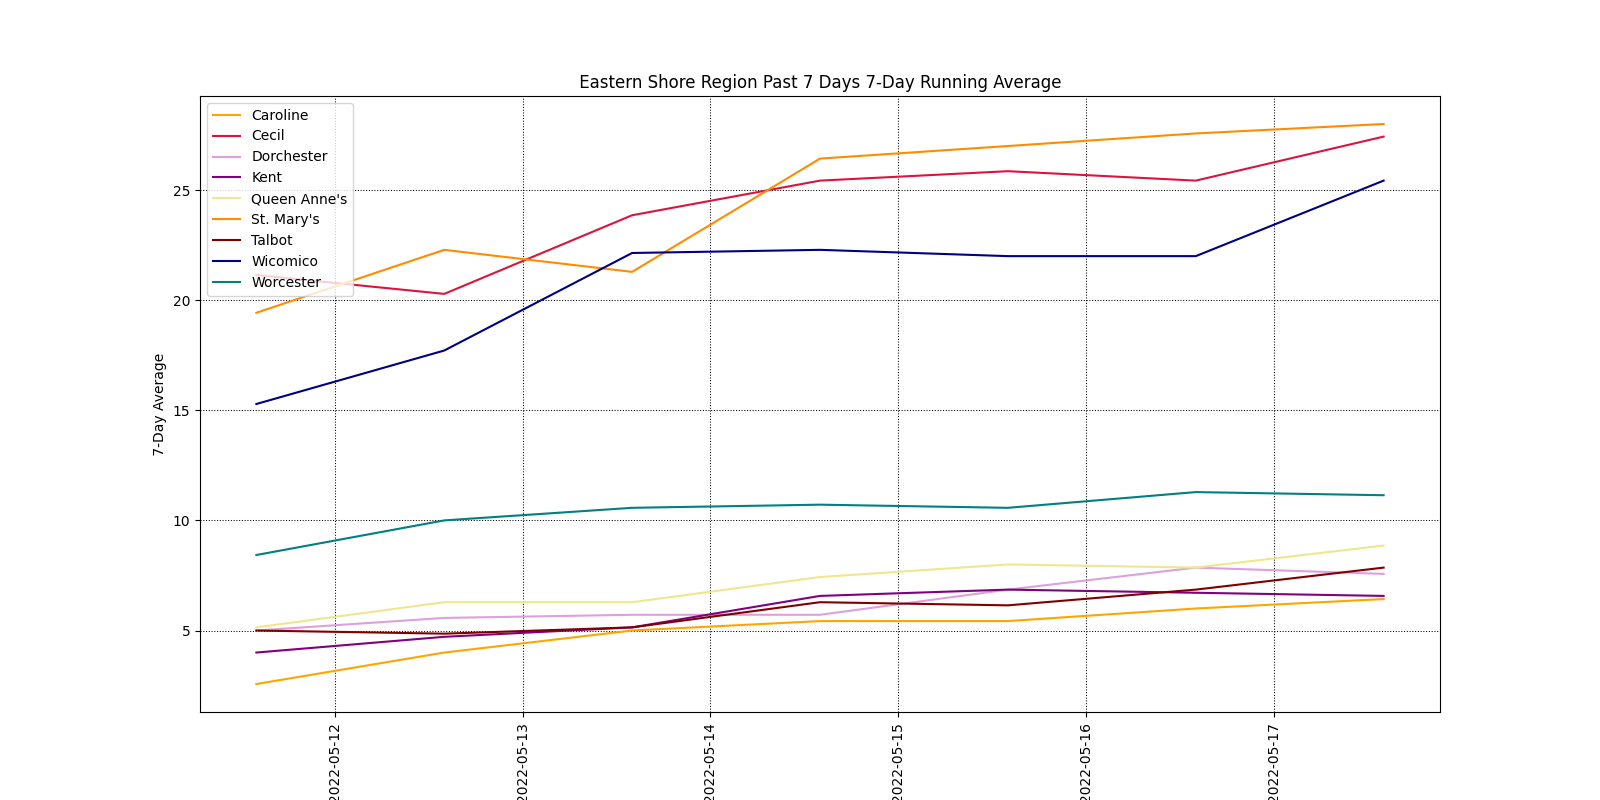 Eastern Shore Region Past 7 Days 7-Day Running Average
Caroline
Cecil
Dorchester
Kent
Queen Anne's
St. Mary's
Talbot
Wicomico
Worcester
25
20
15
10
5
7-Day Average
2022-05-12
2022-05-13
2022-05-14
2022-05-15
2022-05-16
2022-05-17